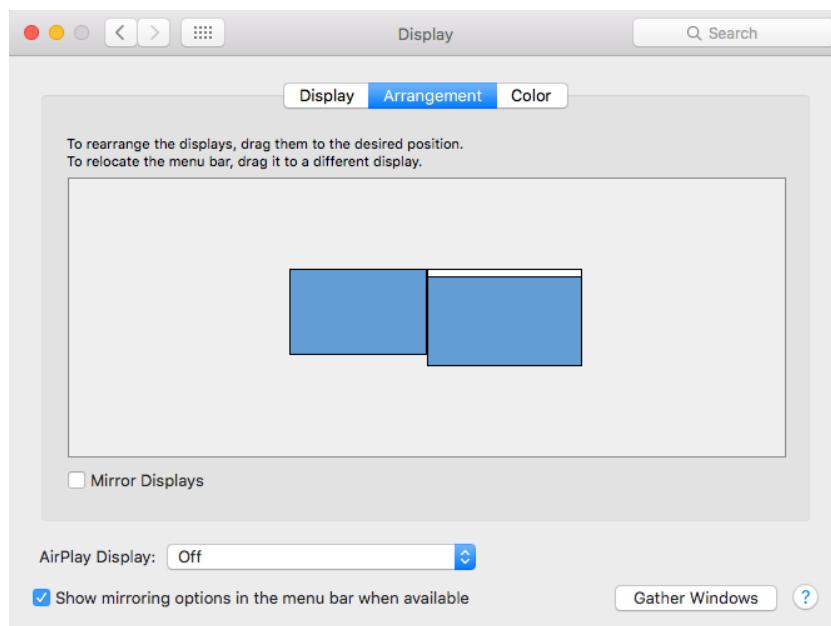 Display
Search
Display Arrangement Color
To rearrange the displays, drag them to the desired position.
To relocate the menu bar, drag it to a different display.
Mirror Displays
AirPlay Display: Off
Show mirroring options in the menu bar when available
Gather Windows ?